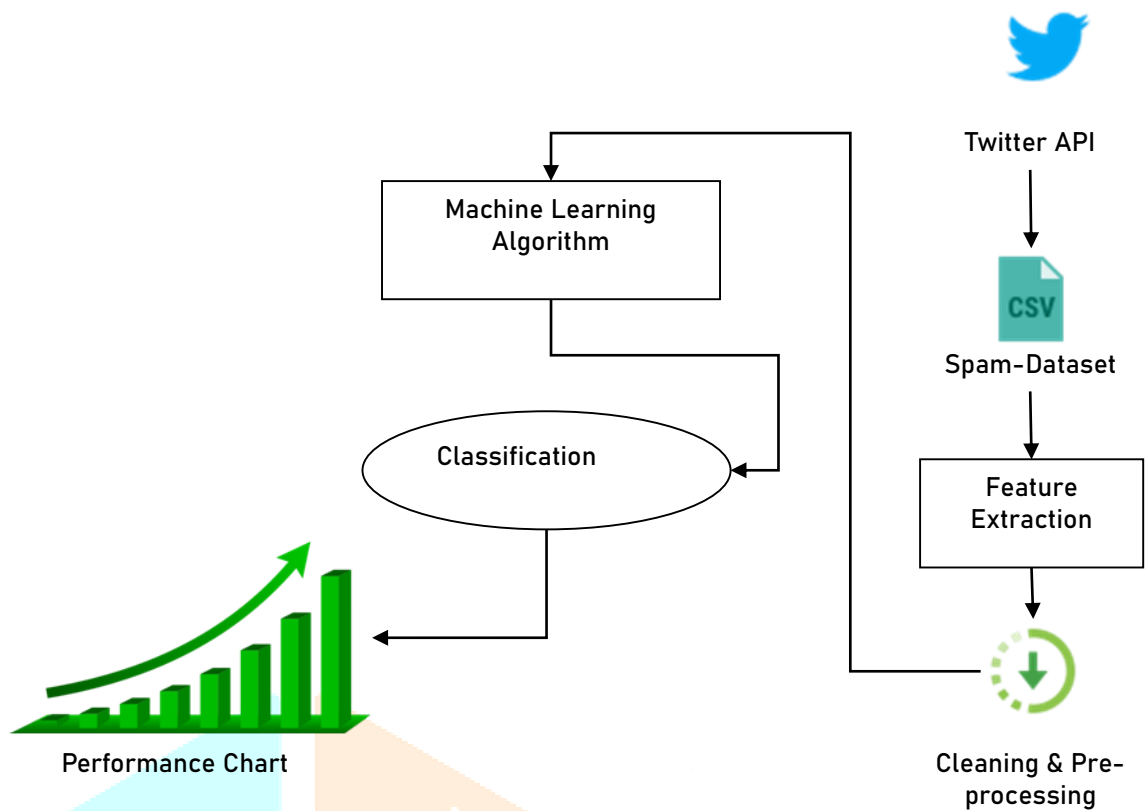 Twitter API
Machine Learning
Algorithm
CSV
Spam-Dataset
Classification
Feature
Extraction
Performance Chart
Cleaning & Pre-
processing